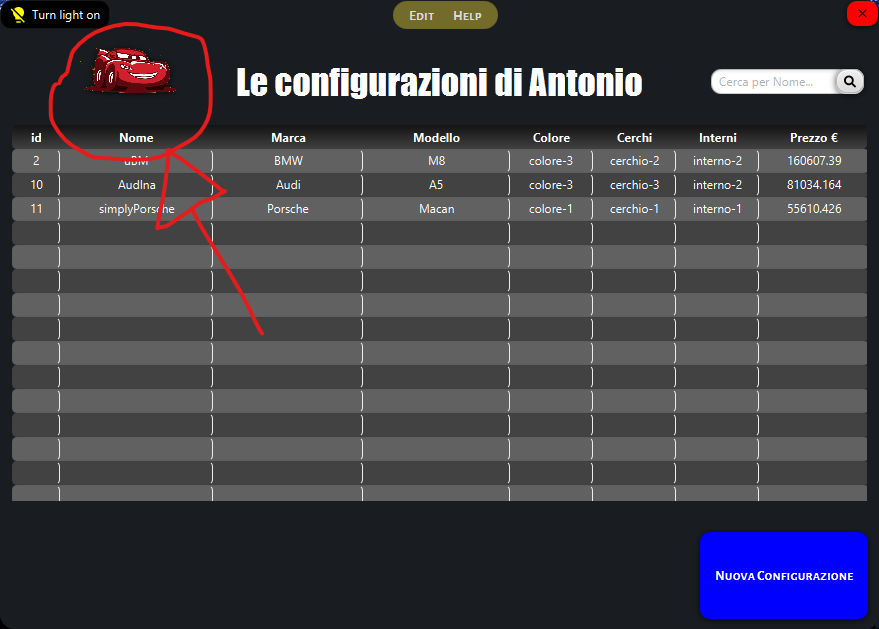 Turn light on
Edit Help
Le configurazioni di Antonio
Cerca per Nome...
id Nome Marca Modello Colore Cerchi Interni Prezzo €
2 BMW M8 colore-3 cerchio-2 interno-2 160607.39
10 AudIna Audi A5 colore-3 cerchio-3 interno-2 81034.164
11 simplyPorsche Porsche Macan colore-1 cerchio-1 interno-1 55610.426
Nuova Configurazione